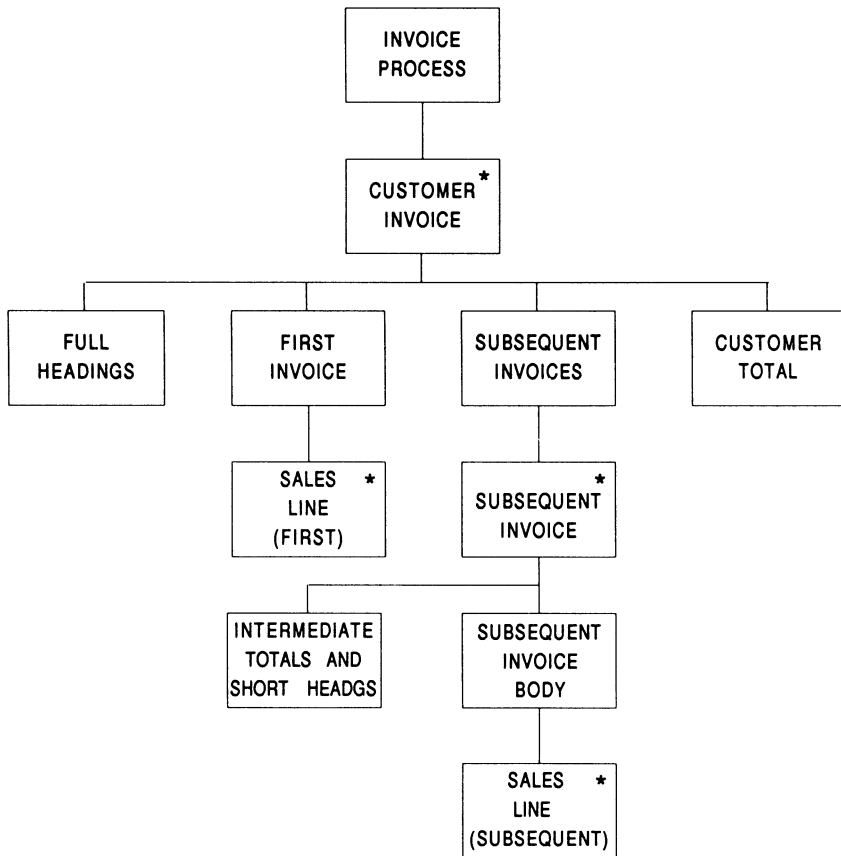 INVOICE
PROCESS
CUSTOMER *
INVOICE
FULL
HEADINGS
FIRST
INVOICE
SUBSEQUENT
INVOICES
CUSTOMER
TOTAL
SALES *
LINE
(FIRST)
*
SUBSEQUENT
INVOICE
INTERMEDIATE
TOTALS AND
SHORT HEADGS
SUBSEQUENT
INVOICE
BODY
SALES *
LINE
(SUBSEQUENT)